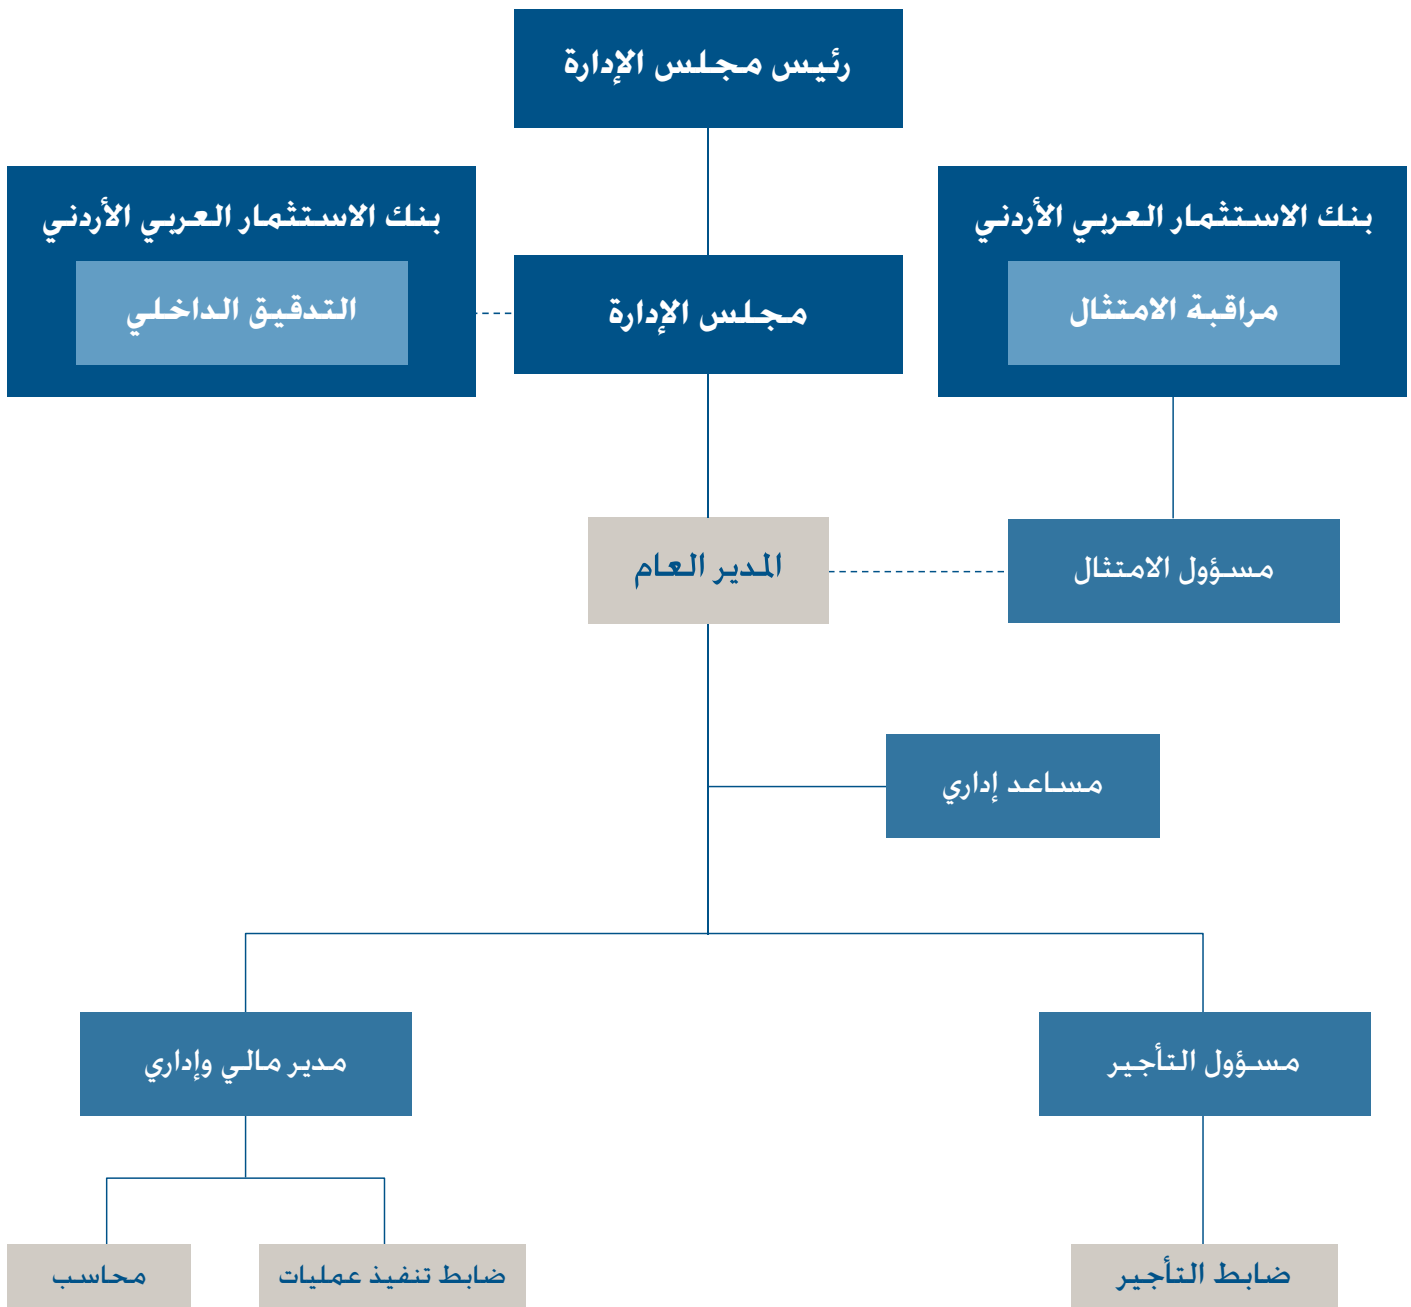 رئيس مجلس الإدارة
بنك الاستثمار العربي الأردني
مراقبة الامتثال
مجلس الإدارة
بنك الاستثمار العربي الأردني
التدقيق الداخلي
مسؤول الامتثال
المدير العام
مساعد إداري
مسؤول التأجير
مدير مالي وإداري
ضابط التأجير
ضابط تنفيذ عمليات
محاسب